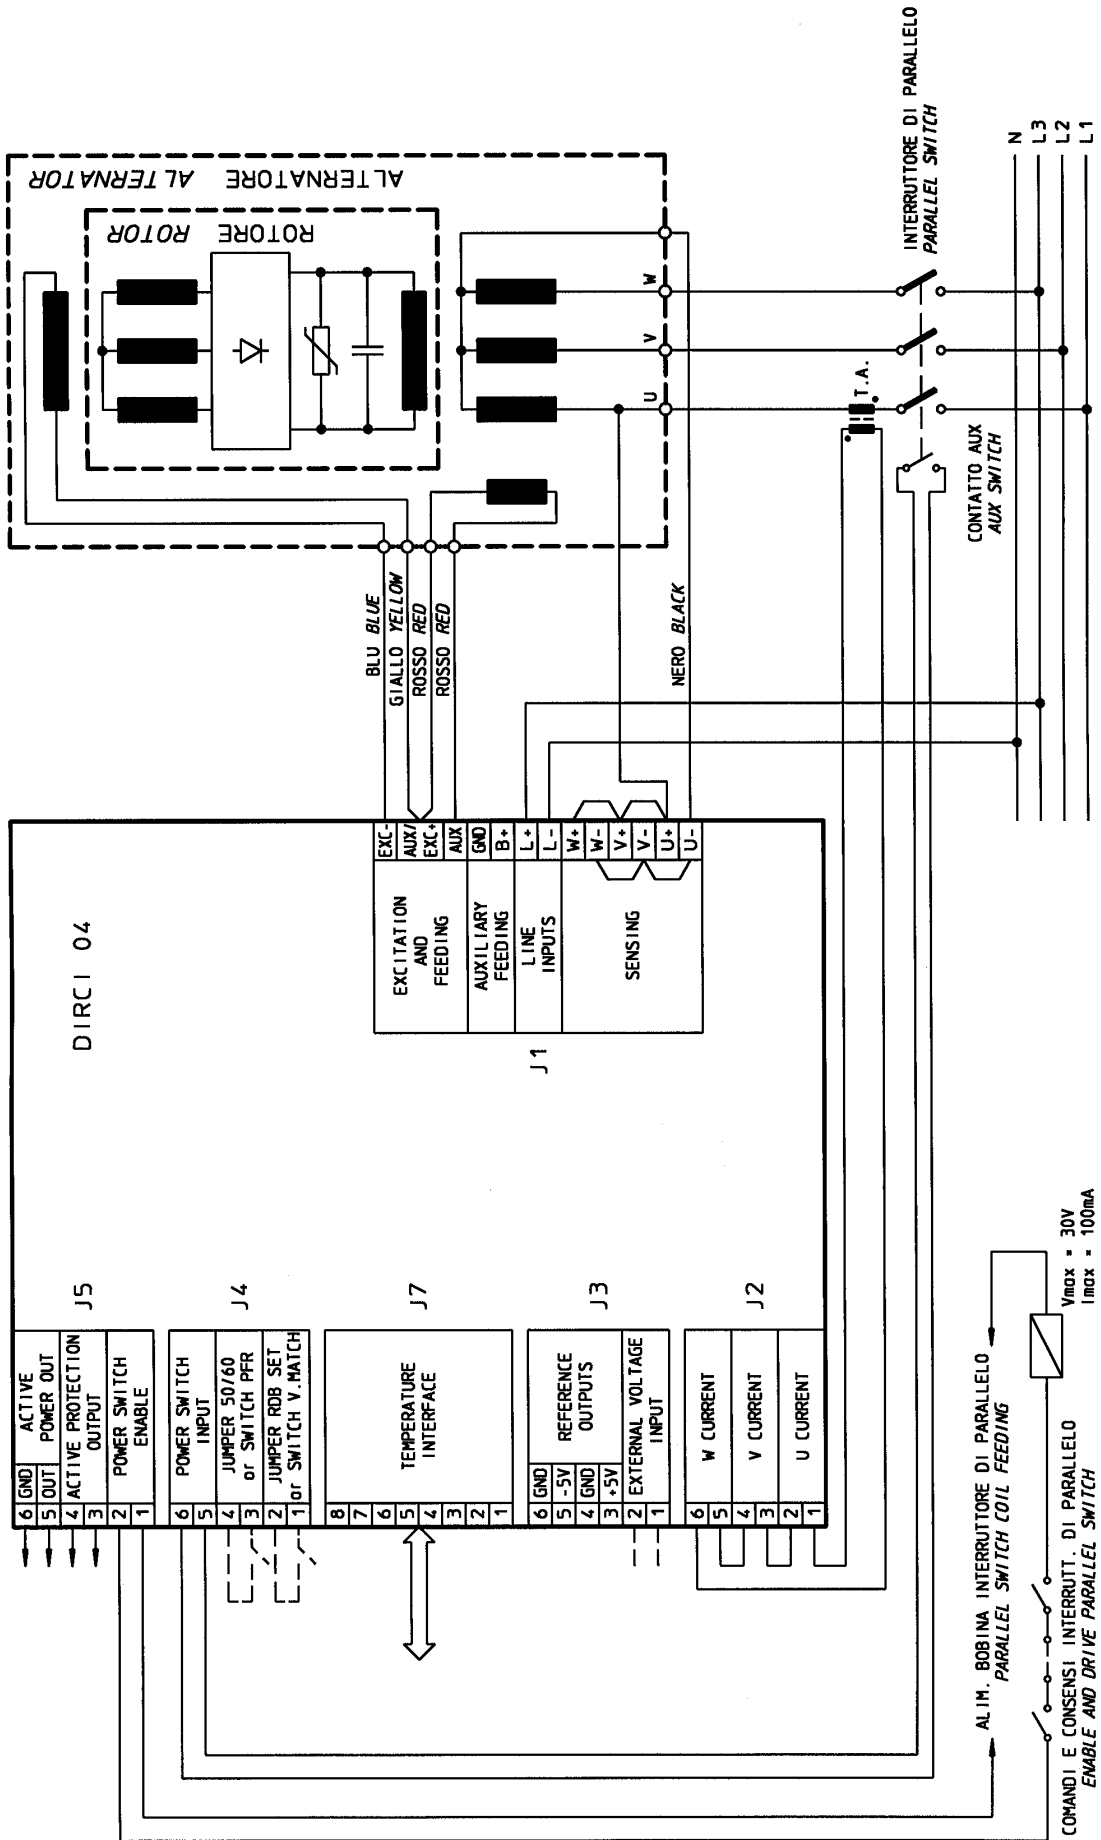 ALTERNATORE ALTERNATOR
ROTORE ROTOR
U
V
W
T.A.
INTERRUTTORE DI PARALLELO
PARALLEL SWITCH
CONTATTO AUX
AUX SWITCH
N
L3
L2
L1
BLU BLUE
GIALLO YELLOW
ROSSO RED
ROSSO RED
NERO BLACK
DIRCI 04
J1
EXC-
AUX/
EXC+
AUX
GND
B+
L+
L-
W+
W-
V+
V-
U+
U-
EXCITATION
AND
FEEDING
AUXILIARY
FEEDING
LINE
INPUTS
SENSING
J5
6 GND
5 OUT
ACTIVE
POWER OUT
4
3
ACTIVE PROTECTION
OUTPUT
2
1
POWER SWITCH
ENABLE
J4
6
5
POWER SWITCH
INPUT
4
3
JUMPER 50/60
or SWITCH PFR
2
1
JUMPER RDB SET
or SWITCH V.MATCH
J7
8
7
6
5
4
3
2
1
TEMPERATURE
INTERFACE
J3
6 GND
5 -5V
4 GND
3 +5V
REFERENCE
OUTPUTS
2
1
EXTERNAL VOLTAGE
INPUT
J2
6
5
W CURRENT
4
3
V CURRENT
2
1
U CURRENT
ALIM. BOBINA INTERRUTTORE DI PARALLELO
PARALLEL SWITCH COIL FEEDING
Vmax = 30V
Imax = 100mA
COMANDI E CONSENSI INTERRUTT. DI PARALLELO
ENABLE AND DRIVE PARALLEL SWITCH